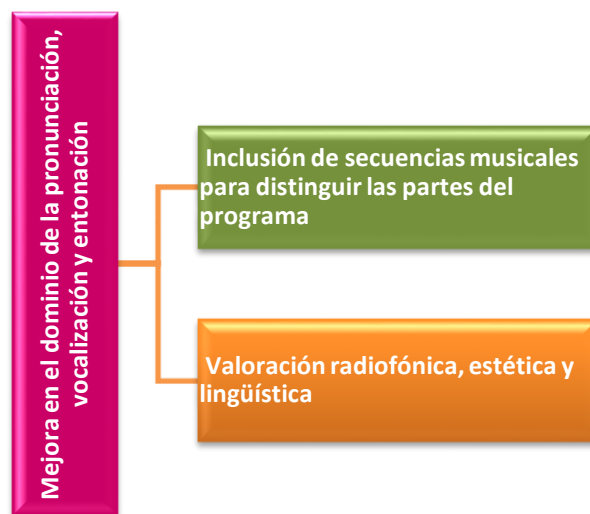 Mejora en el dominio de la pronunciación,
vocalización y entonación
Inclusión de secuencias musicales
para distinguir las partes del
programa
Valoración radiofónica, estética y
lingüística